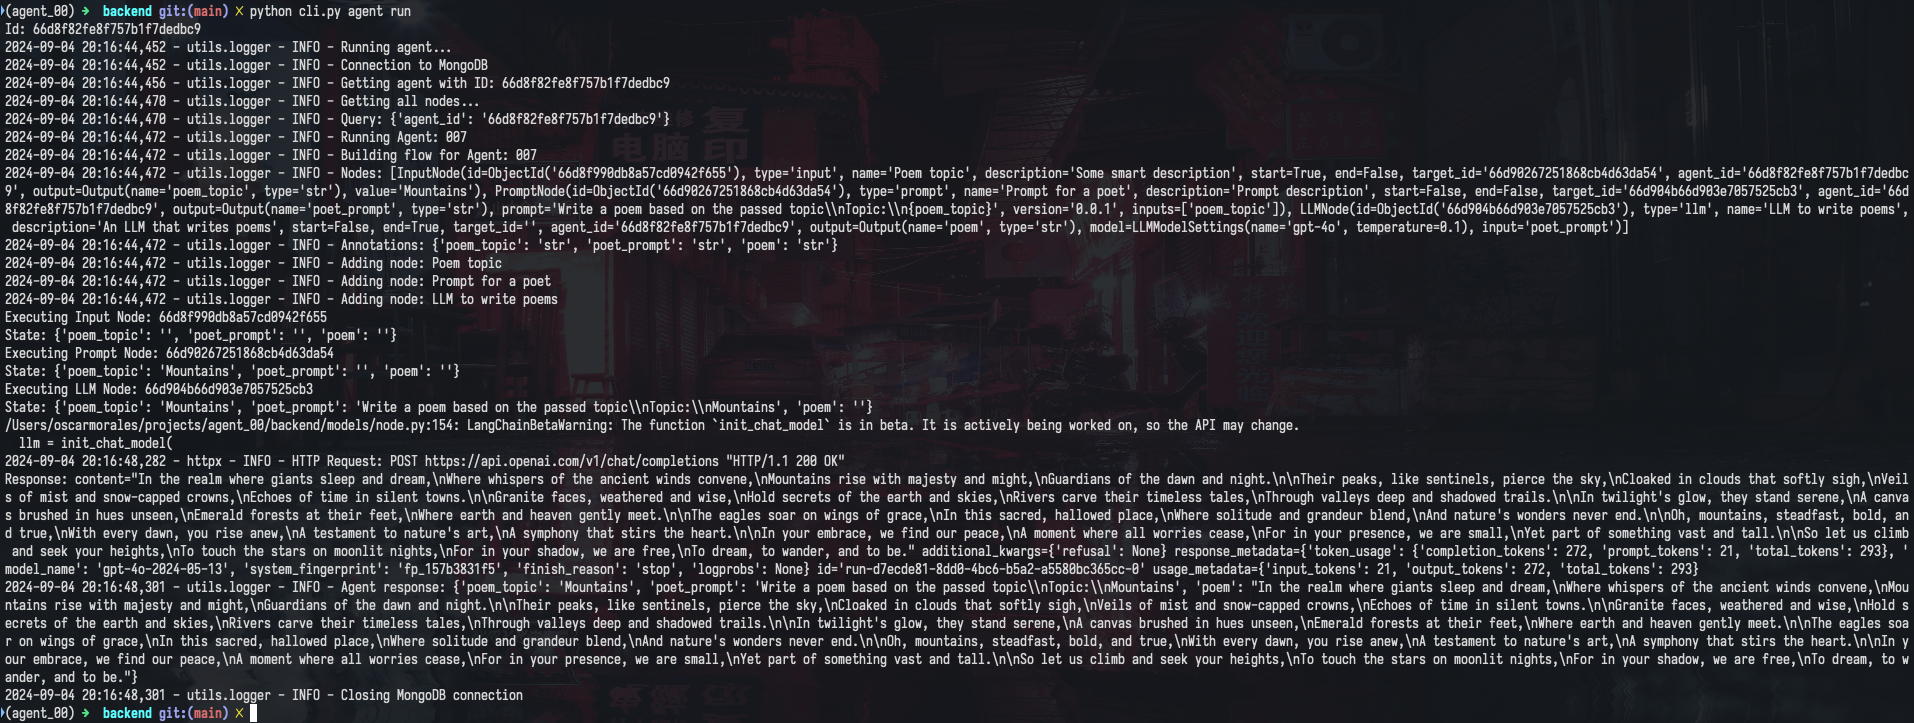 (agent_00) → backend git:(main) ✗ python cli.py agent run
Id: 66d8f82fe8f757b1f7dedbc9
2024-09-04 20:16:44,452 - utils.logger - INFO - Running agent...
2024-09-04 20:16:44,452 - utils.logger - INFO - Connection to MongoDB
2024-09-04 20:16:44,456 - utils.logger - INFO - Getting agent with ID: 66d8f82fe8f757b1f7dedbc9
2024-09-04 20:16:44,470 - utils.logger - INFO - Getting all nodes...
2024-09-04 20:16:44,470 - utils.logger - INFO - Query: {'agent_id': '66d8f82fe8f757b1f7dedbc9'}
2024-09-04 20:16:44,472 - utils.logger - INFO - Running Agent: 007
2024-09-04 20:16:44,472 - utils.logger - INFO - Building flow for Agent: 007
2024-09-04 20:16:44,472 - utils.logger - INFO - Nodes: [InputNode(id=ObjectId('66d8f990db8a57cd0942f655'), type='input', name='Poem topic', description='Some smart description', start=True, end=False, target_id='66d90267251868cb4d63da54', agent_id='66d8f82fe8f757b1f7dedbc
9', output=Output(name='poem_topic', type='str'), value='Mountains'), PromptNode(id=ObjectId('66d90267251868cb4d63da54'), type='prompt', name='Prompt for a poet', description='Prompt description', start=False, end=False, target_id='66d904b66d903e7057525cb3', agent_id='66d
8f82fe8f757b1f7dedbc9', output=Output(name='poet_prompt', type='str'), prompt='Write a poem based on the passed topic\\nTopic:\\n{poem_topic}', version='0.0.1', inputs=['poem_topic']), LLMNode(id=ObjectId('66d904b66d903e7057525cb3'), type='llm', name='LLM to write poems',
 description='An LLM that writes poems', start=False, end=True, target_id='', agent_id='66d8f82fe8f757b1f7dedbc9', output=Output(name='poem', type='str'), model=LLMModelSettings(name='gpt-4o', temperature=0.1), input='poet_prompt')]
2024-09-04 20:16:44,472 - utils.logger - INFO - Annotations: {'poem_topic': 'str', 'poet_prompt': 'str', 'poem': 'str'}
2024-09-04 20:16:44,472 - utils.logger - INFO - Adding node: Poem topic
2024-09-04 20:16:44,472 - utils.logger - INFO - Adding node: Prompt for a poet
2024-09-04 20:16:44,472 - utils.logger - INFO - Adding node: LLM to write poems
Executing Input Node: 66d8f990db8a57cd0942f655
State: {'poem_topic': '', 'poet_prompt': '', 'poem': ''}
Executing Prompt Node: 66d90267251868cb4d63da54
State: {'poem_topic': 'Mountains', 'poet_prompt': '', 'poem': ''}
Executing LLM Node: 66d904b66d903e7057525cb3
State: {'poem_topic': 'Mountains', 'poet_prompt': 'Write a poem based on the passed topic\\nTopic:\\nMountains', 'poem': ''}
/Users/oscarmorales/projects/agent_00/backend/models/node.py:154: LangChainBetaWarning: The function `init_chat_model` is in beta. It is actively being worked on, so the API may change.
  llm = init_chat_model(
2024-09-04 20:16:48,282 - httpx - INFO - HTTP Request: POST https://api.openai.com/v1/chat/completions "HTTP/1.1 200 OK"
Response: content="In the realm where giants sleep and dream,\nWhere whispers of the ancient winds convene,\nMountains rise with majesty and might,\nGuardians of the dawn and night.\n\nTheir peaks, like sentinels, pierce the sky,\nCloaked in clouds that softly sigh,\nVeil
s of mist and snow-capped crowns,\nEchoes of time in silent towns.\n\nGranite faces, weathered and wise,\nHold secrets of the earth and skies,\nRivers carve their timeless tales,\nThrough valleys deep and shadowed trails.\n\nIn twilight's glow, they stand serene,\nA canva
s brushed in hues unseen,\nEmerald forests at their feet,\nWhere earth and heaven gently meet.\n\nThe eagles soar on wings of grace,\nIn this sacred, hallowed place,\nWhere solitude and grandeur blend,\nAnd nature's wonders never end.\n\nOh, mountains, steadfast, bold, an
d true,\nWith every dawn, you rise anew,\nA testament to nature's art,\nA symphony that stirs the heart.\n\nIn your embrace, we find our peace,\nA moment where all worries cease,\nFor in your presence, we are small,\nYet part of something vast and tall.\n\nSo let us climb
 and seek your heights,\nTo touch the stars on moonlit nights,\nFor in your shadow, we are free,\nTo dream, to wander, and to be." additional_kwargs={'refusal': None} response_metadata={'token_usage': {'completion_tokens': 272, 'prompt_tokens': 21, 'total_tokens': 293}, '
model_name': 'gpt-4o-2024-05-13', 'system_fingerprint': 'fp_157b3831f5', 'finish_reason': 'stop', 'logprobs': None} id='run-d7ecde81-8dd0-4bc6-b5a2-a5580bc365cc-0' usage_metadata={'input_tokens': 21, 'output_tokens': 272, 'total_tokens': 293}
2024-09-04 20:16:48,301 - utils.logger - INFO - Agent response: {'poem_topic': 'Mountains', 'poet_prompt': 'Write a poem based on the passed topic\\nTopic:\\nMountains', 'poem': "In the realm where giants sleep and dream,\nWhere whispers of the ancient winds convene,\nMou
ntains rise with majesty and might,\nGuardians of the dawn and night.\n\nTheir peaks, like sentinels, pierce the sky,\nCloaked in clouds that softly sigh,\nVeils of mist and snow-capped crowns,\nEchoes of time in silent towns.\n\nGranite faces, weathered and wise,\nHold s
ecrets of the earth and skies,\nRivers carve their timeless tales,\nThrough valleys deep and shadowed trails.\n\nIn twilight's glow, they stand serene,\nA canvas brushed in hues unseen,\nEmerald forests at their feet,\nWhere earth and heaven gently meet.\n\nThe eagles soa
r on wings of grace,\nIn this sacred, hallowed place,\nWhere solitude and grandeur blend,\nAnd nature's wonders never end.\n\nOh, mountains, steadfast, bold, and true,\nWith every dawn, you rise anew,\nA testament to nature's art,\nA symphony that stirs the heart.\n\nIn y
our embrace, we find our peace,\nA moment where all worries cease,\nFor in your presence, we are small,\nYet part of something vast and tall.\n\nSo let us climb and seek your heights,\nTo touch the stars on moonlit nights,\nFor in your shadow, we are free,\nTo dream, to w
ander, and to be."}
2024-09-04 20:16:48,301 - utils.logger - INFO - Closing MongoDB connection
(agent_00) → backend git:(main) ✗
修 复
电脑 印